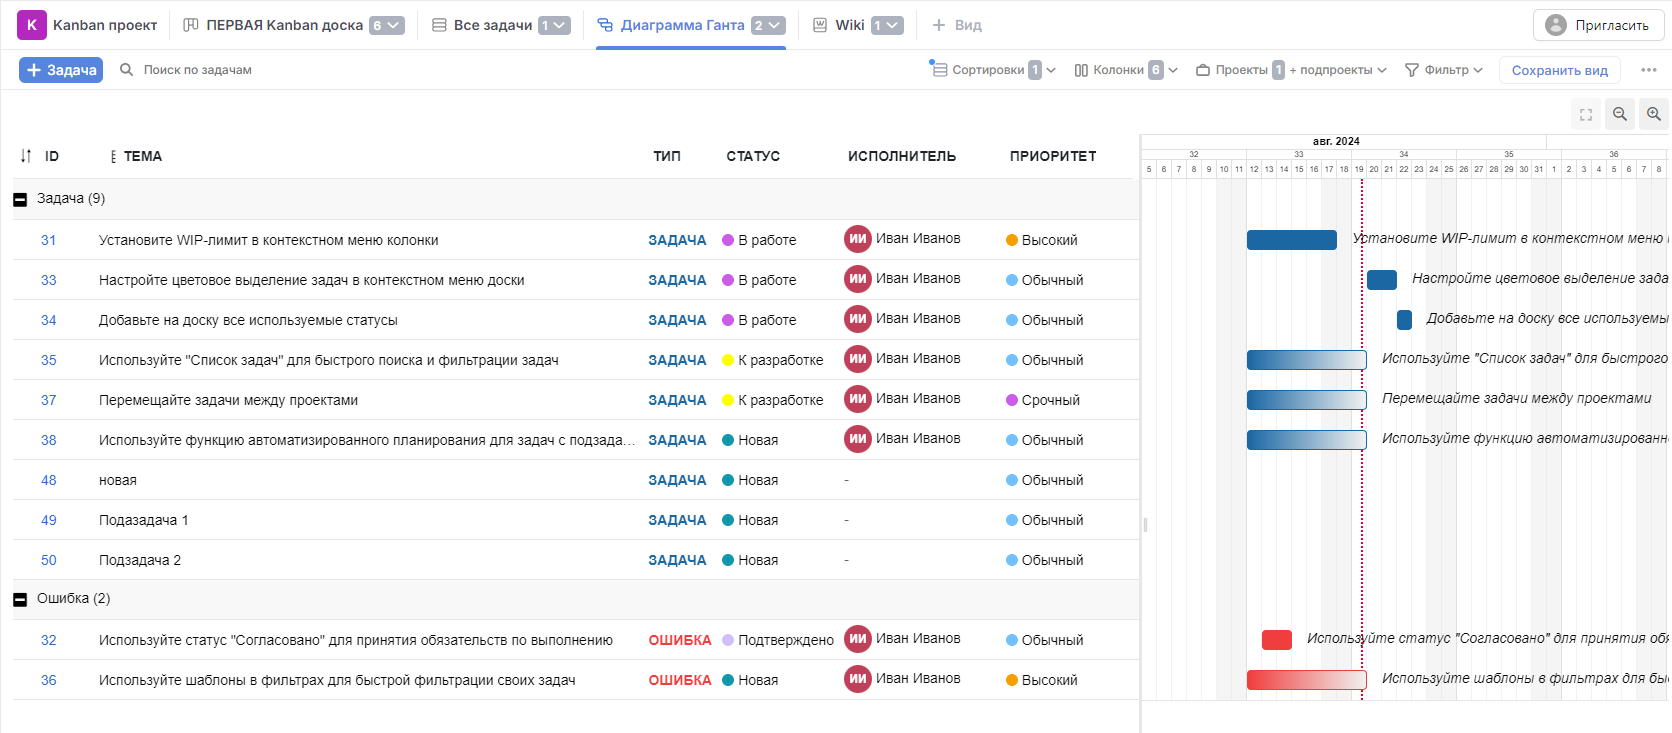 K Kanban проект ПЕРВАЯ Kanban доска 6 Все задачи 1 Диаграмма Ганта 2 Wiki 1 + Вид Пригласить
+ Задача Поиск по задачам Сортировки 1 Колонки 6 Проекты 1 + подпроекты Фильтр Сохранить вид
авг. 2024
ID ТЕМА ТИП СТАТУС ИСПОЛНИТЕЛЬ ПРИОРИТЕТ
32 33 34 35 36
5 6 7 8 9 10 11 12 13 14 15 16 17 18 19 20 21 22 23 24 25 26 27 28 29 30 31 1 2 3 4 5 6 7 8
Задача (9)
31 Установите WIP-лимит в контекстном меню колонки ЗАДАЧА В работе ИИ Иван Иванов Высокий Установите WIP-лимит в контекстном меню
33 Настройте цветовое выделение задач в контекстном меню доски ЗАДАЧА В работе ИИ Иван Иванов Обычный Настройте цветовое выделение зада
34 Добавьте на доску все используемые статусы ЗАДАЧА В работе ИИ Иван Иванов Обычный Добавьте на доску все используемы
35 Используйте "Список задач" для быстрого поиска и фильтрации задач ЗАДАЧА К разработке ИИ Иван Иванов Обычный Используйте "Список задач" для быстрого
37 Перемещайте задачи между проектами ЗАДАЧА К разработке ИИ Иван Иванов Срочный Перемещайте задачи между проектами
38 Используйте функцию автоматизированного планирования для задач с подзада... ЗАДАЧА Новая ИИ Иван Иванов Обычный Используйте функцию автоматизированн
48 новая ЗАДАЧА Новая - Обычный
49 Подазадача 1 ЗАДАЧА Новая - Обычный
50 Подзадача 2 ЗАДАЧА Новая - Обычный
Ошибка (2)
32 Используйте статус "Согласовано" для принятия обязательств по выполнению ОШИБКА Подтверждено ИИ Иван Иванов Обычный Используйте статус "Согласовано" для принятия обя
36 Используйте шаблоны в фильтрах для быстрой фильтрации своих задач ОШИБКА Новая ИИ Иван Иванов Высокий Используйте шаблоны в фильтрах для бы